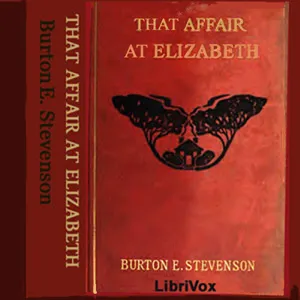 THAT AFFAIR AT ELIZABETH
Burton E. Stevenson
THAT AFFAIR
AT ELIZABETH
BURTON E. STEVENSON
LibriVox